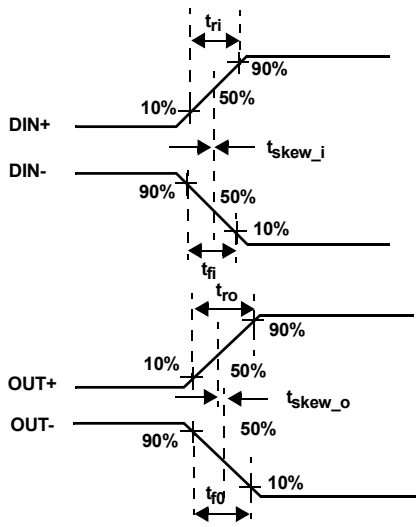 tri
90%
10%
50%
DIN+
tskew_i
DIN-
90%
50%
10%
tfi
tro
90%
10%
50%
OUT+
tskew_o
OUT-
90%
50%
10%
tf0